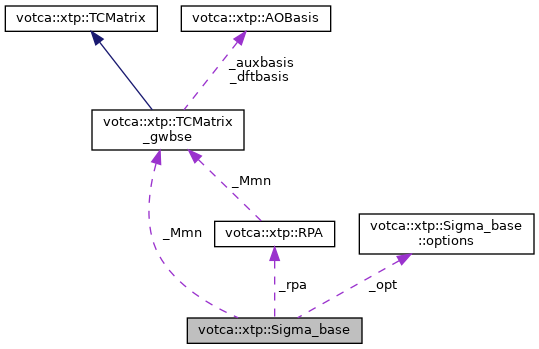 votca::xtp::TCMatrix
votca::xtp::AOBasis
_auxbasis
_dftbasis
votca::xtp::TCMatrix
_gwbse
_Mmn
_Mmn
votca::xtp::RPA
votca::xtp::Sigma_base
::options
_rpa
_opt
votca::xtp::Sigma_base